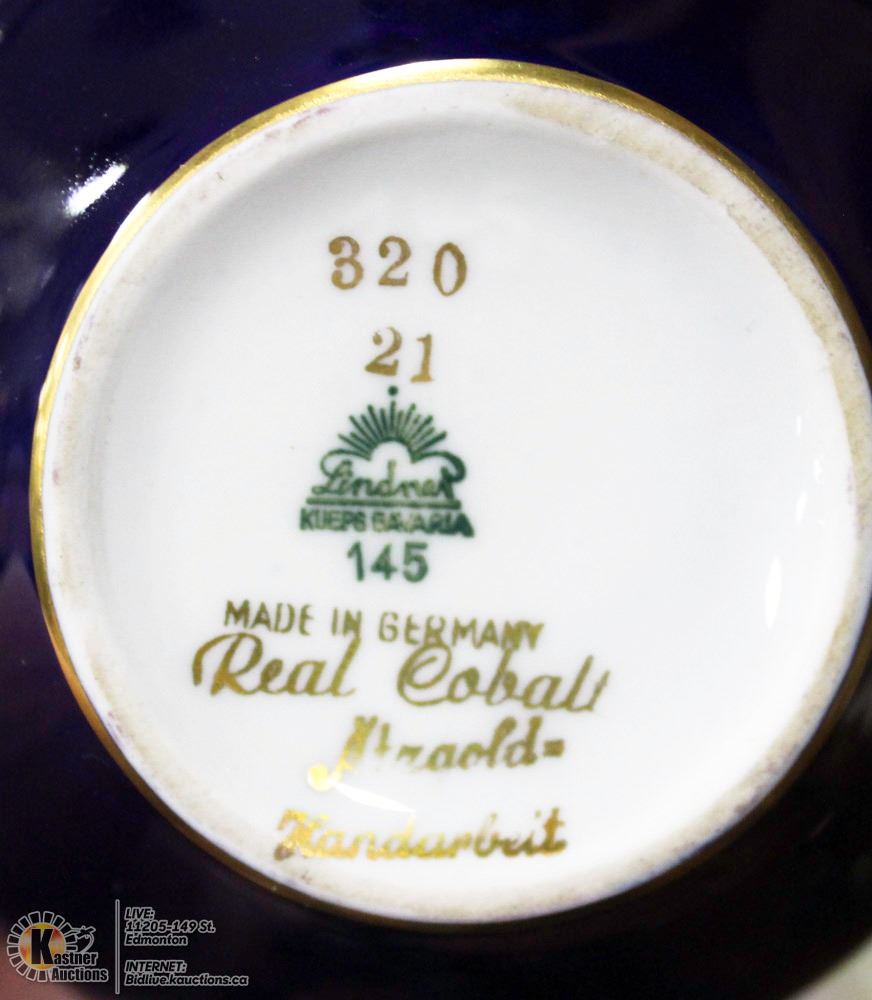 320
21
Lindner
KUEPS BAVARIA
145
MADE IN GERMANY
Real Cobalt
Ätzgold=
Handarbeit
Kastner
Auctions
LIVE:
11205-149 St.
Edmonton
INTERNET:
Bidlive.kauctions.ca